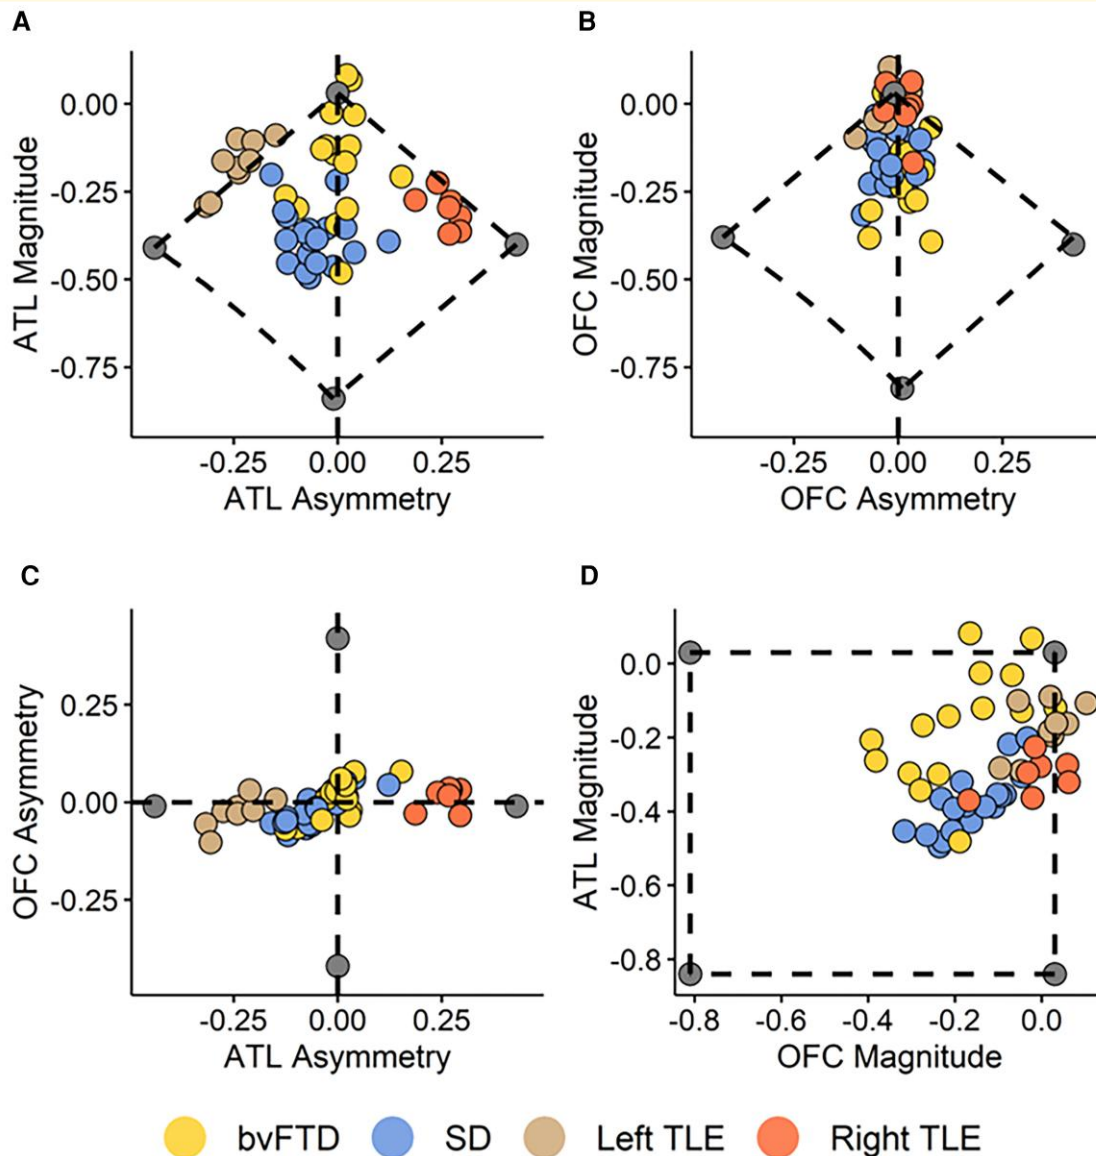 A
B
0.00
-0.25
-0.50
-0.75
ATL Magnitude
-0.25 0.00 0.25
ATL Asymmetry
0.00
-0.25
-0.50
-0.75
OFC Magnitude
-0.25 0.00 0.25
OFC Asymmetry
C
D
0.25
0.00
-0.25
OFC Asymmetry
-0.25 0.00 0.25
ATL Asymmetry
0.0
-0.2
-0.4
-0.6
-0.8
ATL Magnitude
-0.8 -0.6 -0.4 -0.2 0.0
OFC Magnitude
bvFTD SD Left TLE Right TLE